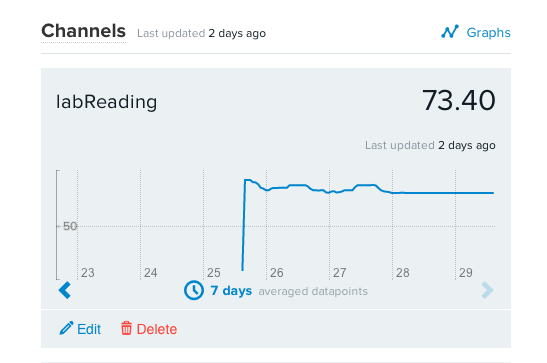 Channels Last updated 2 days ago Graphs
labReading 73.40
Last updated 2 days ago
50
23 24 25 26 27 28 29
7 days averaged datapoints
Edit Delete